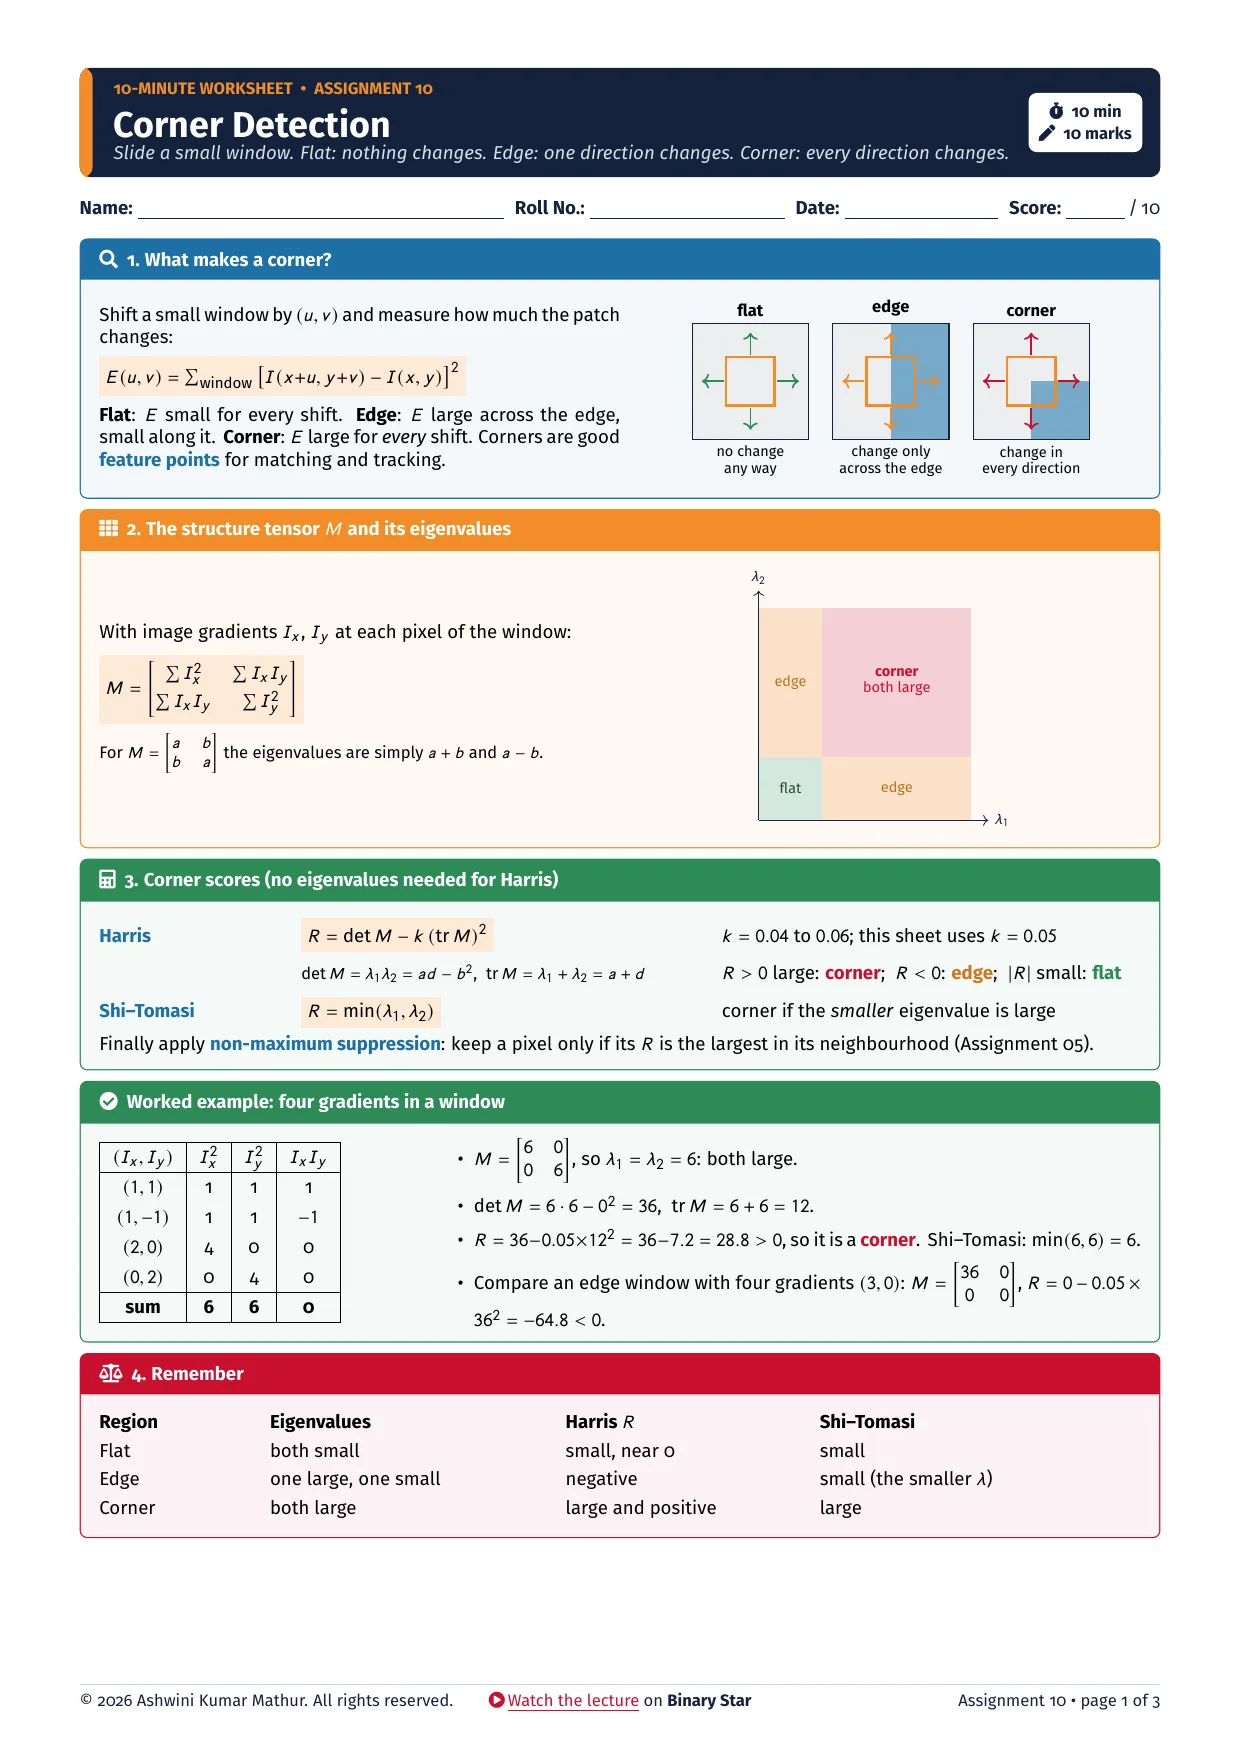 10-MINUTE WORKSHEET • ASSIGNMENT 10
Corner Detection
Slide a small window. Flat: nothing changes. Edge: one direction changes. Corner: every direction changes.
10 min
10 marks
Name: Roll No.: Date: Score: / 10
1. What makes a corner?
Shift a small window by (u, v) and measure how much the patch
changes:
E(u, v) = ∑window [I(x+u, y+v) − I(x, y)]²
Flat: E small for every shift. Edge: E large across the edge,
small along it. Corner: E large for every shift. Corners are good
feature points for matching and tracking.
flat edge corner
no change
any way
change only
across the edge
change in
every direction
2. The structure tensor M and its eigenvalues
With image gradients Iₓ, I_y at each pixel of the window:
M = [∑ Iₓ² ∑ Iₓ I_y
∑ Iₓ I_y ∑ I_y²]
For M = [a b
b a] the eigenvalues are simply a + b and a − b.
λ₂
edge
corner
both large
flat
edge
λ₁
3. Corner scores (no eigenvalues needed for Harris)
Harris R = det M − k (tr M)² k = 0.04 to 0.06; this sheet uses k = 0.05
det M = λ₁λ₂ = ad − b², tr M = λ₁ + λ₂ = a + d R > 0 large: corner; R < 0: edge; |R| small: flat
Shi–Tomasi R = min(λ₁, λ₂) corner if the smaller eigenvalue is large
Finally apply non-maximum suppression: keep a pixel only if its R is the largest in its neighbourhood (Assignment 05).
Worked example: four gradients in a window
(Iₓ, I_y) Iₓ² I_y² Iₓ I_y
(1, 1) 1 1 1
(1, −1) 1 1 −1
(2, 0) 4 0 0
(0, 2) 0 4 0
sum 6 6 0
• M = [6 0
0 6], so λ₁ = λ₂ = 6: both large.
• det M = 6 · 6 − 0² = 36, tr M = 6 + 6 = 12.
• R = 36−0.05×12² = 36−7.2 = 28.8 > 0, so it is a corner. Shi–Tomasi: min(6, 6) = 6.
• Compare an edge window with four gradients (3, 0): M = [36 0
0 0], R = 0 − 0.05 ×
36² = −64.8 < 0.
4. Remember
Region Eigenvalues Harris R Shi–Tomasi
Flat both small small, near 0 small
Edge one large, one small negative small (the smaller λ)
Corner both large large and positive large
© 2026 Ashwini Kumar Mathur. All rights reserved. Watch the lecture on Binary Star Assignment 10 • page 1 of 3